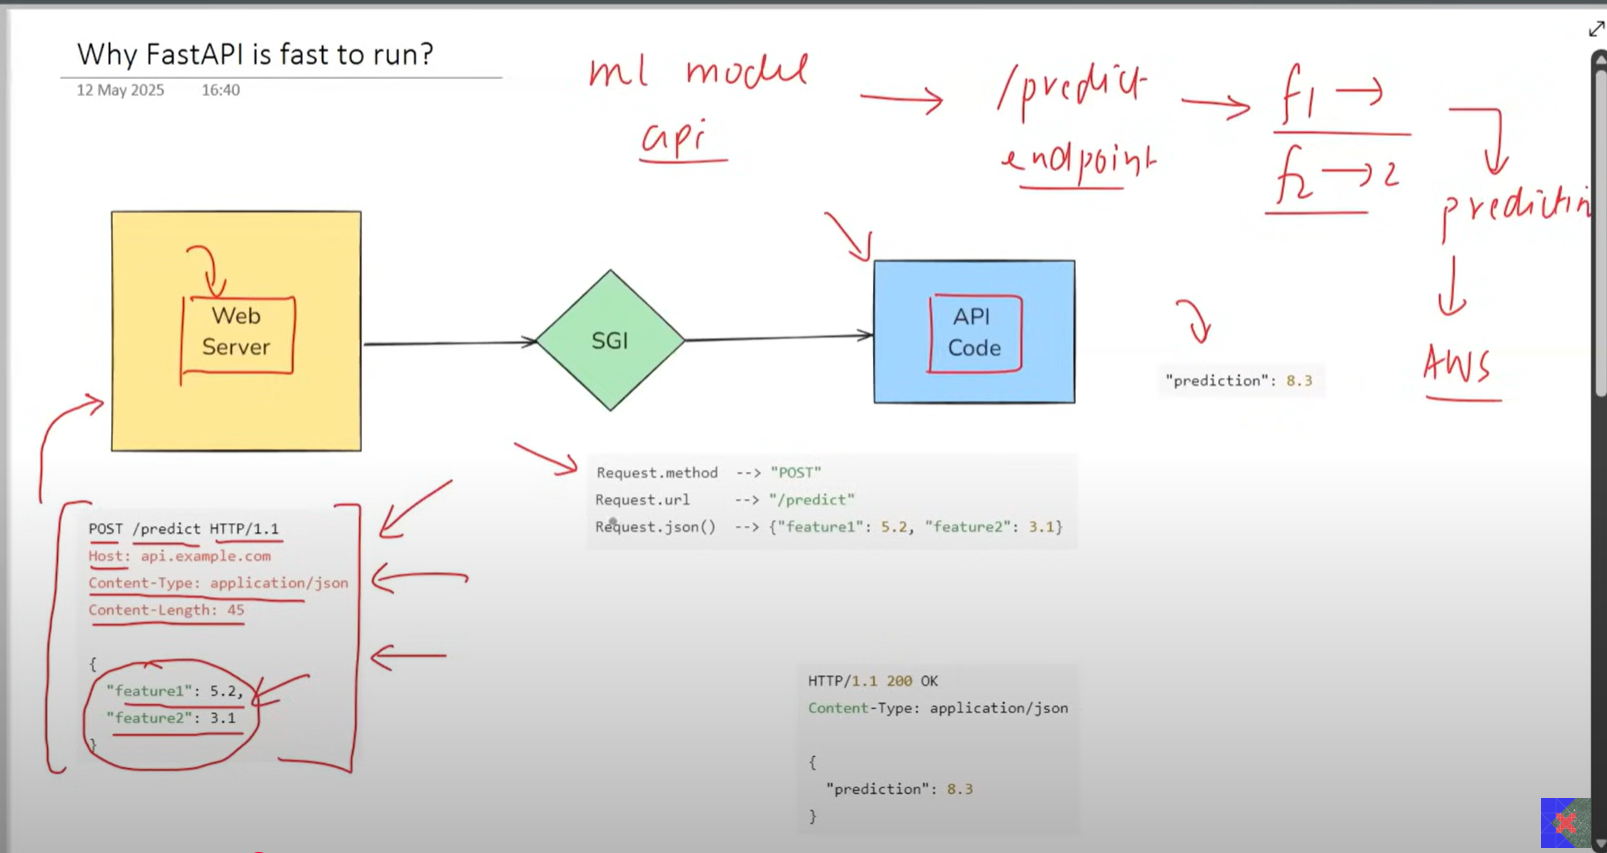 Why FastAPI is fast to run?
12 May 2025 16:40
ml model
api
/predict
endpoint
f1 →
f2 → 2
AWS
Web
Server
SGI
API
Code
"prediction": 8.3
Request.method --> "POST"
Request.url --> "/predict"
Request.json() --> {"feature1": 5.2, "feature2": 3.1}
POST /predict HTTP/1.1
Host: api.example.com
Content-Type: application/json
Content-Length: 45
{
"feature1": 5.2,
"feature2": 3.1
}
HTTP/1.1 200 OK
Content-Type: application/json
{
"prediction": 8.3
}